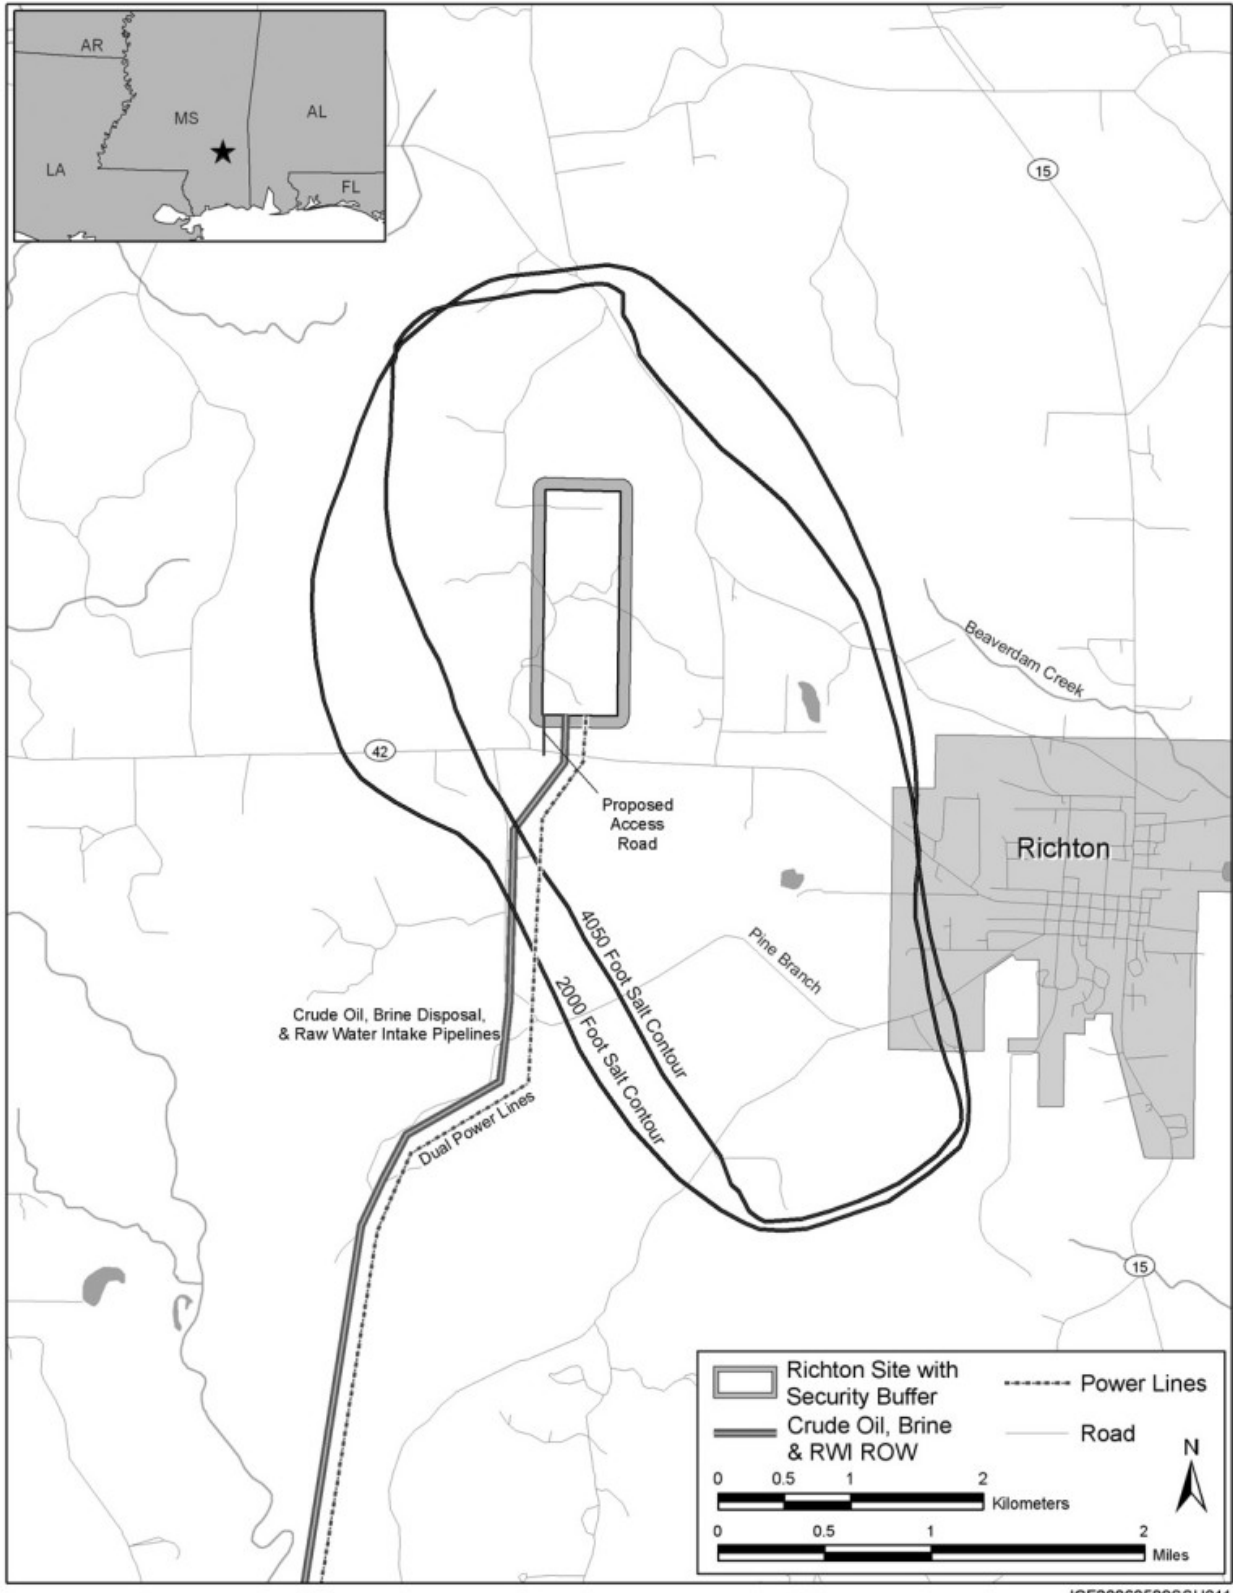 AR
MS
AL
LA
FL
15
Beaverdam Creek
42
Proposed
Access
Road
Richton
4050 Foot Salt Contour
Pine Branch
2000 Foot Salt Contour
Crude Oil, Brine Disposal,
& Raw Water Intake Pipelines
Dual Power Lines
15
Richton Site with
Security Buffer
Power Lines
Crude Oil, Brine
& RWI ROW
Road
N
0 0.5 1 2
Kilometers
0 0.5 1 2
Miles